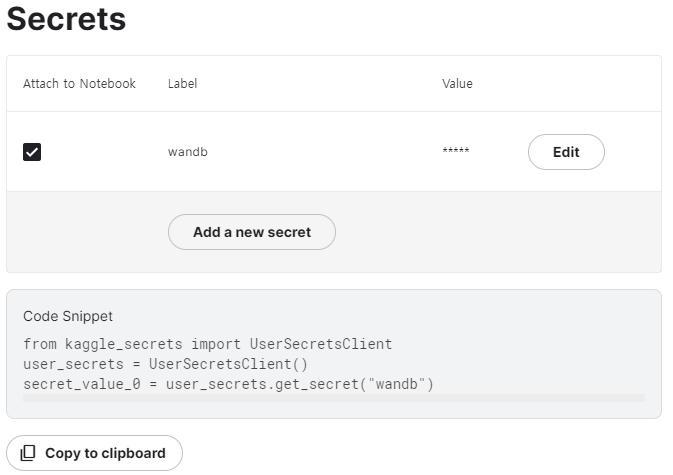 Secrets
Attach to Notebook Label Value
wandb ***** Edit
Add a new secret
Code Snippet
from kaggle_secrets import UserSecretsClient
user_secrets = UserSecretsClient()
secret_value_0 = user_secrets.get_secret("wandb")
Copy to clipboard